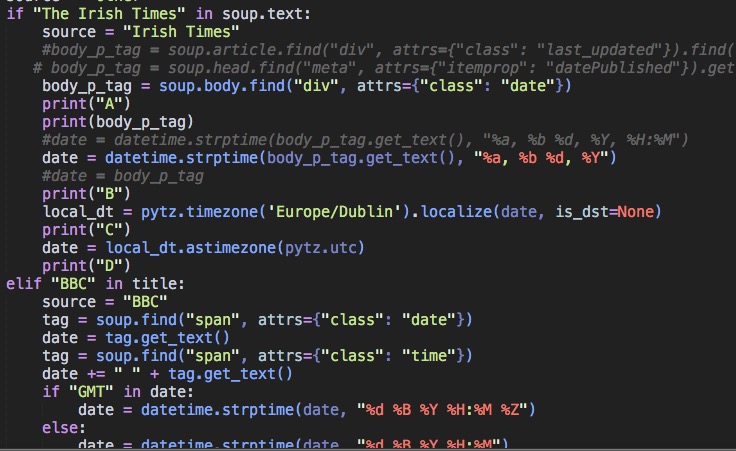 if "The Irish Times" in soup.text:
source = "Irish Times"
#body_p_tag = soup.article.find("div", attrs={"class": "last_updated"}).find(
# body_p_tag = soup.head.find("meta", attrs={"itemprop": "datePublished"}).get
body_p_tag = soup.body.find("div", attrs={"class": "date"})
print("A")
print(body_p_tag)
#date = datetime.strptime(body_p_tag.get_text(), "%a, %b %d, %Y, %H:%M")
date = datetime.strptime(body_p_tag.get_text(), "%a, %b %d, %Y")
#date = body_p_tag
print("B")
local_dt = pytz.timezone('Europe/Dublin').localize(date, is_dst=None)
print("C")
date = local_dt.astimezone(pytz.utc)
print("D")
elif "BBC" in title:
source = "BBC"
tag = soup.find("span", attrs={"class": "date"})
date = tag.get_text()
tag = soup.find("span", attrs={"class": "time"})
date += " " + tag.get_text()
if "GMT" in date:
date = datetime.strptime(date, "%d %B %Y %H:%M %Z")
else:
date = datetime.strptime(date, "%d %B %Y %H:%M")